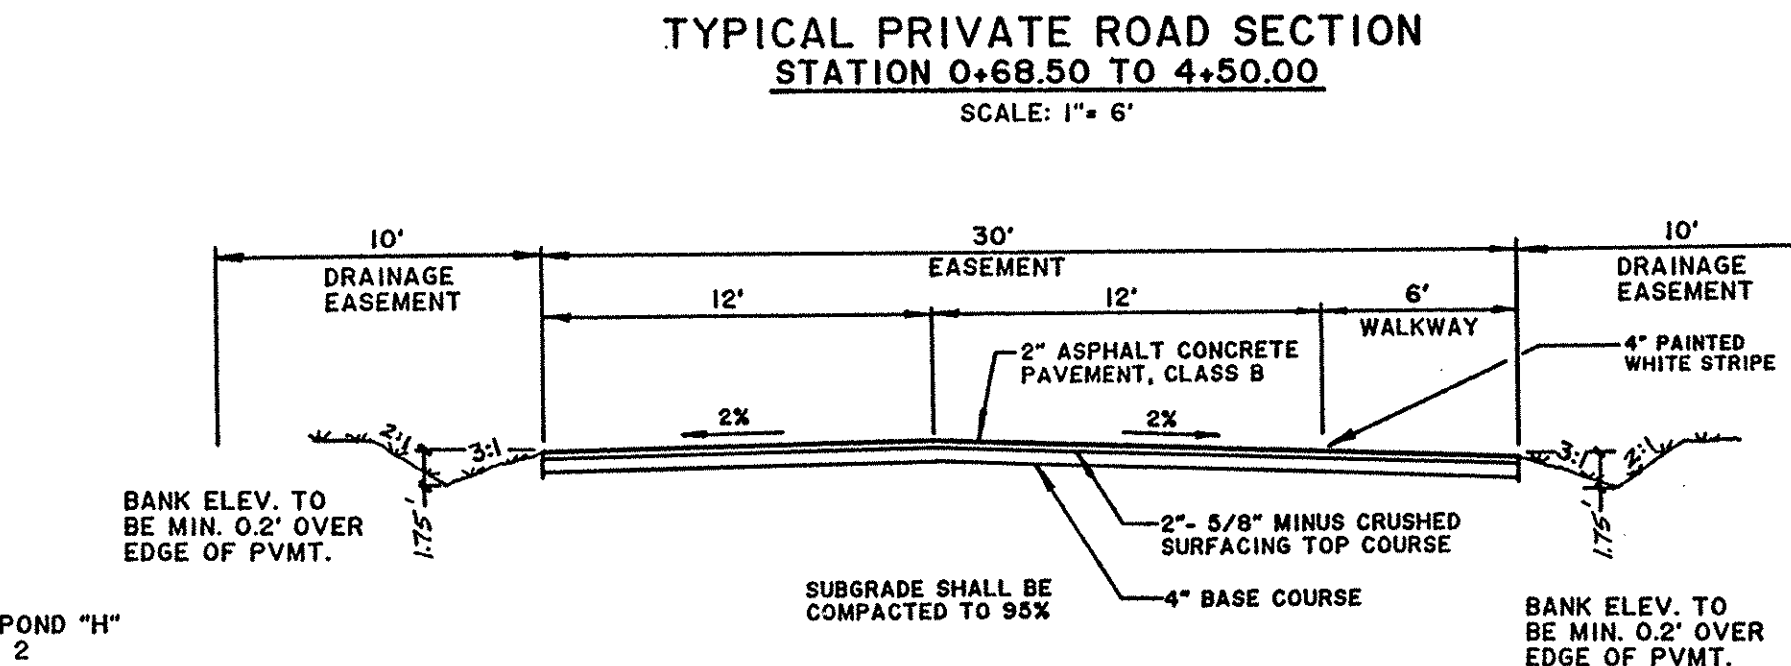 TYPICAL PRIVATE ROAD SECTION
STATION 0+68.50 TO 4+50.00
SCALE: 1"= 6'
10'
DRAINAGE
EASEMENT
30'
EASEMENT
10'
DRAINAGE
EASEMENT
12'
12'
6'
WALKWAY
2" ASPHALT CONCRETE
PAVEMENT, CLASS B
4" PAINTED
WHITE STRIPE
2%
2%
2:1
3:1
3:1
2:1
1.75'
1.75'
BANK ELEV. TO
BE MIN. 0.2' OVER
EDGE OF PVMT.
2"- 5/8" MINUS CRUSHED
SURFACING TOP COURSE
SUBGRADE SHALL BE
COMPACTED TO 95%
4" BASE COURSE
BANK ELEV. TO
BE MIN. 0.2' OVER
EDGE OF PVMT.
POND "H"
2